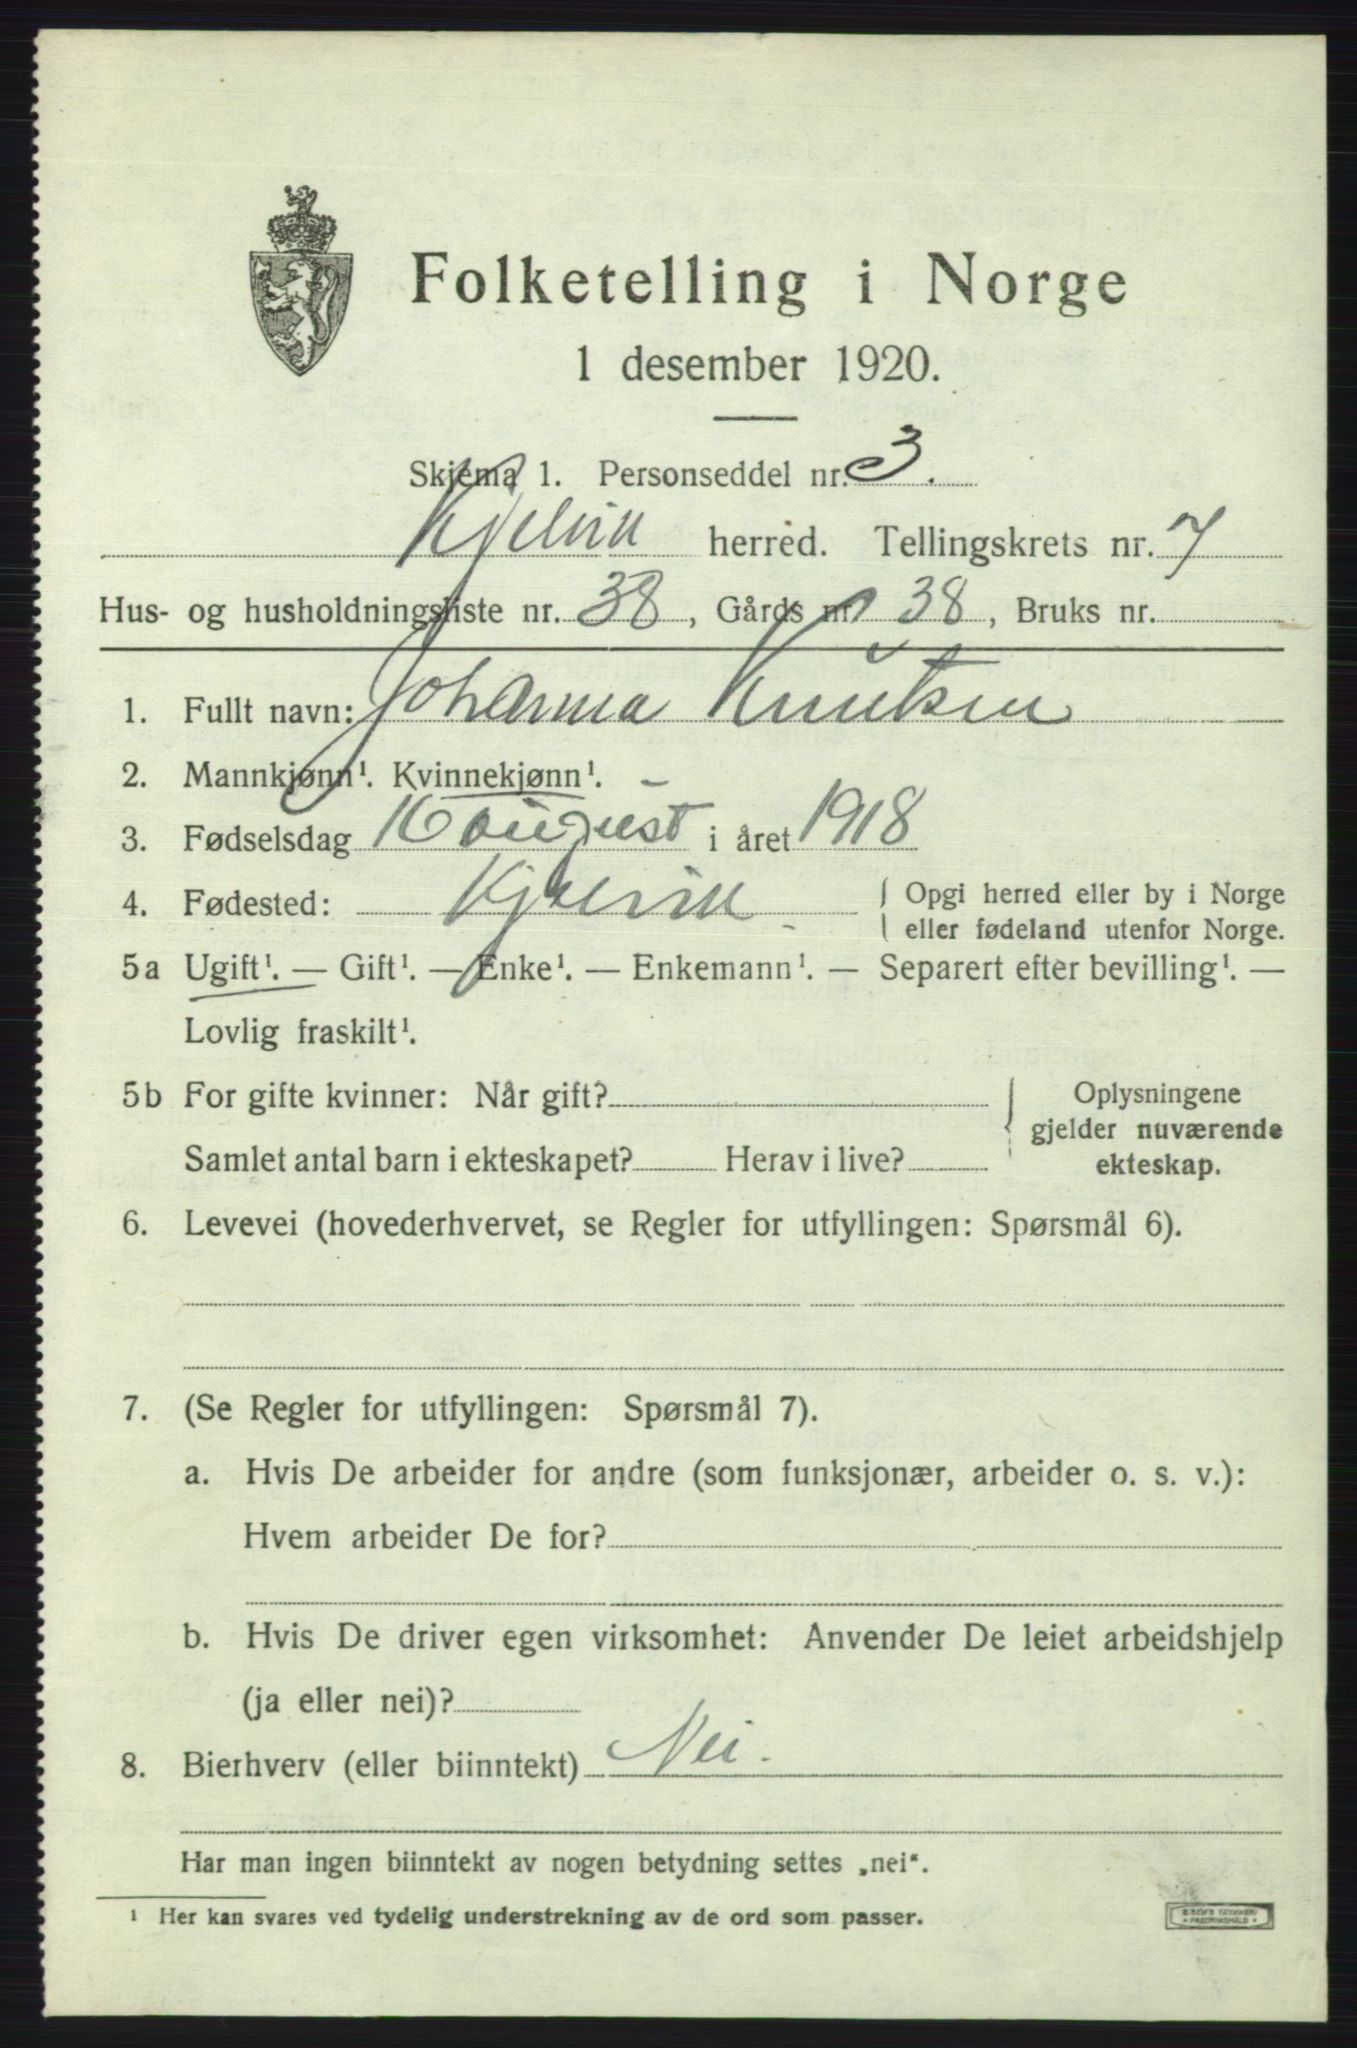 Folketelling i Norge
1 desember 1920.
Skjema 1. Personseddel nr. 3.
Kjelvik herred. Tellingskrets nr. 7
Hus- og husholdningsliste nr. 38, Gårds nr. 38, Bruks nr.
1. Fullt navn: Johanna Knutsen
2. Mannkjønn¹. Kvinnekjønn¹.
3. Fødselsdag 16 august i året 1918
4. Fødested: Kjelvik { Opgi herred eller by i Norge
eller fødeland utenfor Norge.
5a Ugift¹. — Gift¹. — Enke¹. — Enkemann¹. — Separert efter bevilling¹. —
Lovlig fraskilt¹.
5b For gifte kvinner: Når gift? } Oplysningene
gjelder nuværende
Samlet antal barn i ekteskapet? Herav i live? ekteskap.
6. Levevei (hovederhvervet, se Regler for utfyllingen: Spørsmål 6).
7. (Se Regler for utfyllingen: Spørsmål 7).
a. Hvis De arbeider for andre (som funksjonær, arbeider o. s. v.):
Hvem arbeider De for?
b. Hvis De driver egen virksomhet: Anvender De leiet arbeidshjelp
(ja eller nei)?
8. Bierhverv (eller biinntekt) Nei.
Har man ingen biinntekt av nogen betydning settes „nei“.
¹ Her kan svares ved tydelig understrekning av de ord som passer.